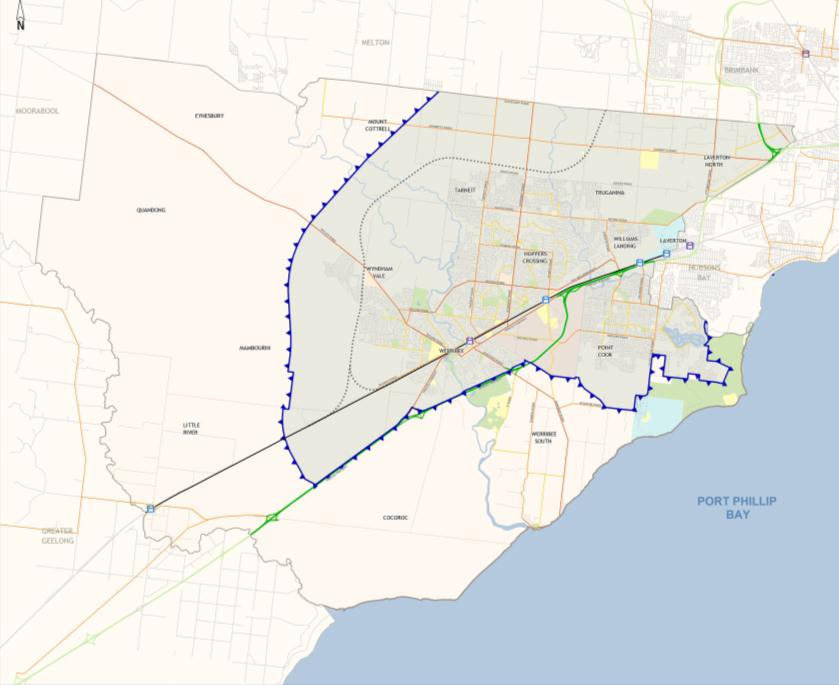 N
MELTON
BRIMBANK
MOORABOOL
EYNESBURY
MOUNT
COTTRELL
LAVERTON
NORTH
TARNEIT
TRUGANINA
QUANDONG
WILLIAMS
LANDING
LAVERTON
HOPPERS
CROSSING
HOBSONS
BAY
WYNDHAM
VALE
MAMBOURIN
WERRIBEE
POINT
COOK
LITTLE
RIVER
WERRIBEE
SOUTH
PORT PHILLIP
BAY
COCOROC
GREATER
GEELONG